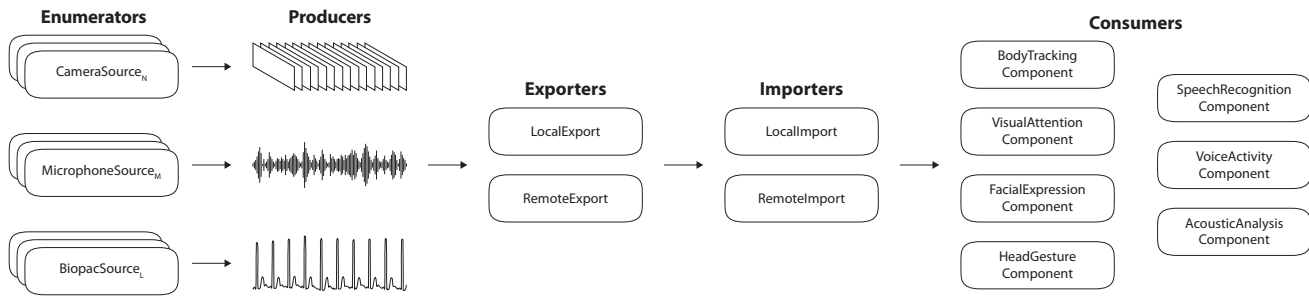 Enumerators
CameraSource_N
MicrophoneSource_M
BiopacSource_L
Producers
Exporters
LocalExport
RemoteExport
Importers
LocalImport
RemoteImport
Consumers
BodyTracking
Component
VisualAttention
Component
FacialExpression
Component
HeadGesture
Component
SpeechRecognition
Component
VoiceActivity
Component
AcousticAnalysis
Component